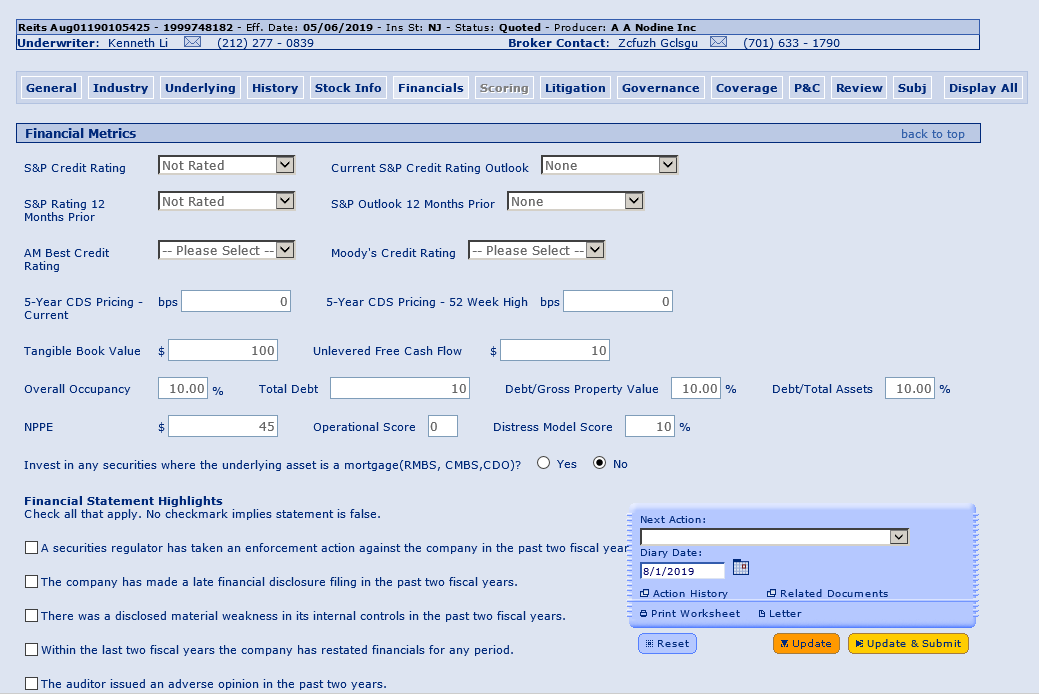 Reits Aug01190105425 - 1999748182 - Eff. Date: 05/06/2019 - Ins St: NJ - Status: Quoted - Producer: A A Nodine Inc
Underwriter: Kenneth Li (212) 277 - 0839 Broker Contact: Zcfuzh Gclsgu (701) 633 - 1790
General Industry Underlying History Stock Info Financials Scoring Litigation Governance Coverage P&C Review Subj Display All
Financial Metrics back to top
S&P Credit Rating Not Rated Current S&P Credit Rating Outlook None
S&P Rating 12 Not Rated S&P Outlook 12 Months Prior None
Months Prior
AM Best Credit -- Please Select -- Moody's Credit Rating -- Please Select --
Rating
5-Year CDS Pricing - bps 0 5-Year CDS Pricing - 52 Week High bps 0
Current
Tangible Book Value $ 100 Unlevered Free Cash Flow $ 10
Overall Occupancy 10.00 % Total Debt 10 Debt/Gross Property Value 10.00 % Debt/Total Assets 10.00 %
NPPE $ 45 Operational Score 0 Distress Model Score 10 %
Invest in any securities where the underlying asset is a mortgage(RMBS, CMBS,CDO)? Yes No
Financial Statement Highlights
Check all that apply. No checkmark implies statement is false.
A securities regulator has taken an enforcement action against the company in the past two fiscal year
The company has made a late financial disclosure filing in the past two fiscal years.
There was a disclosed material weakness in its internal controls in the past two fiscal years.
Within the last two fiscal years the company has restated financials for any period.
The auditor issued an adverse opinion in the past two years.
Next Action:
Diary Date:
8/1/2019
Action History Related Documents
Print Worksheet Letter
Reset Update Update & Submit